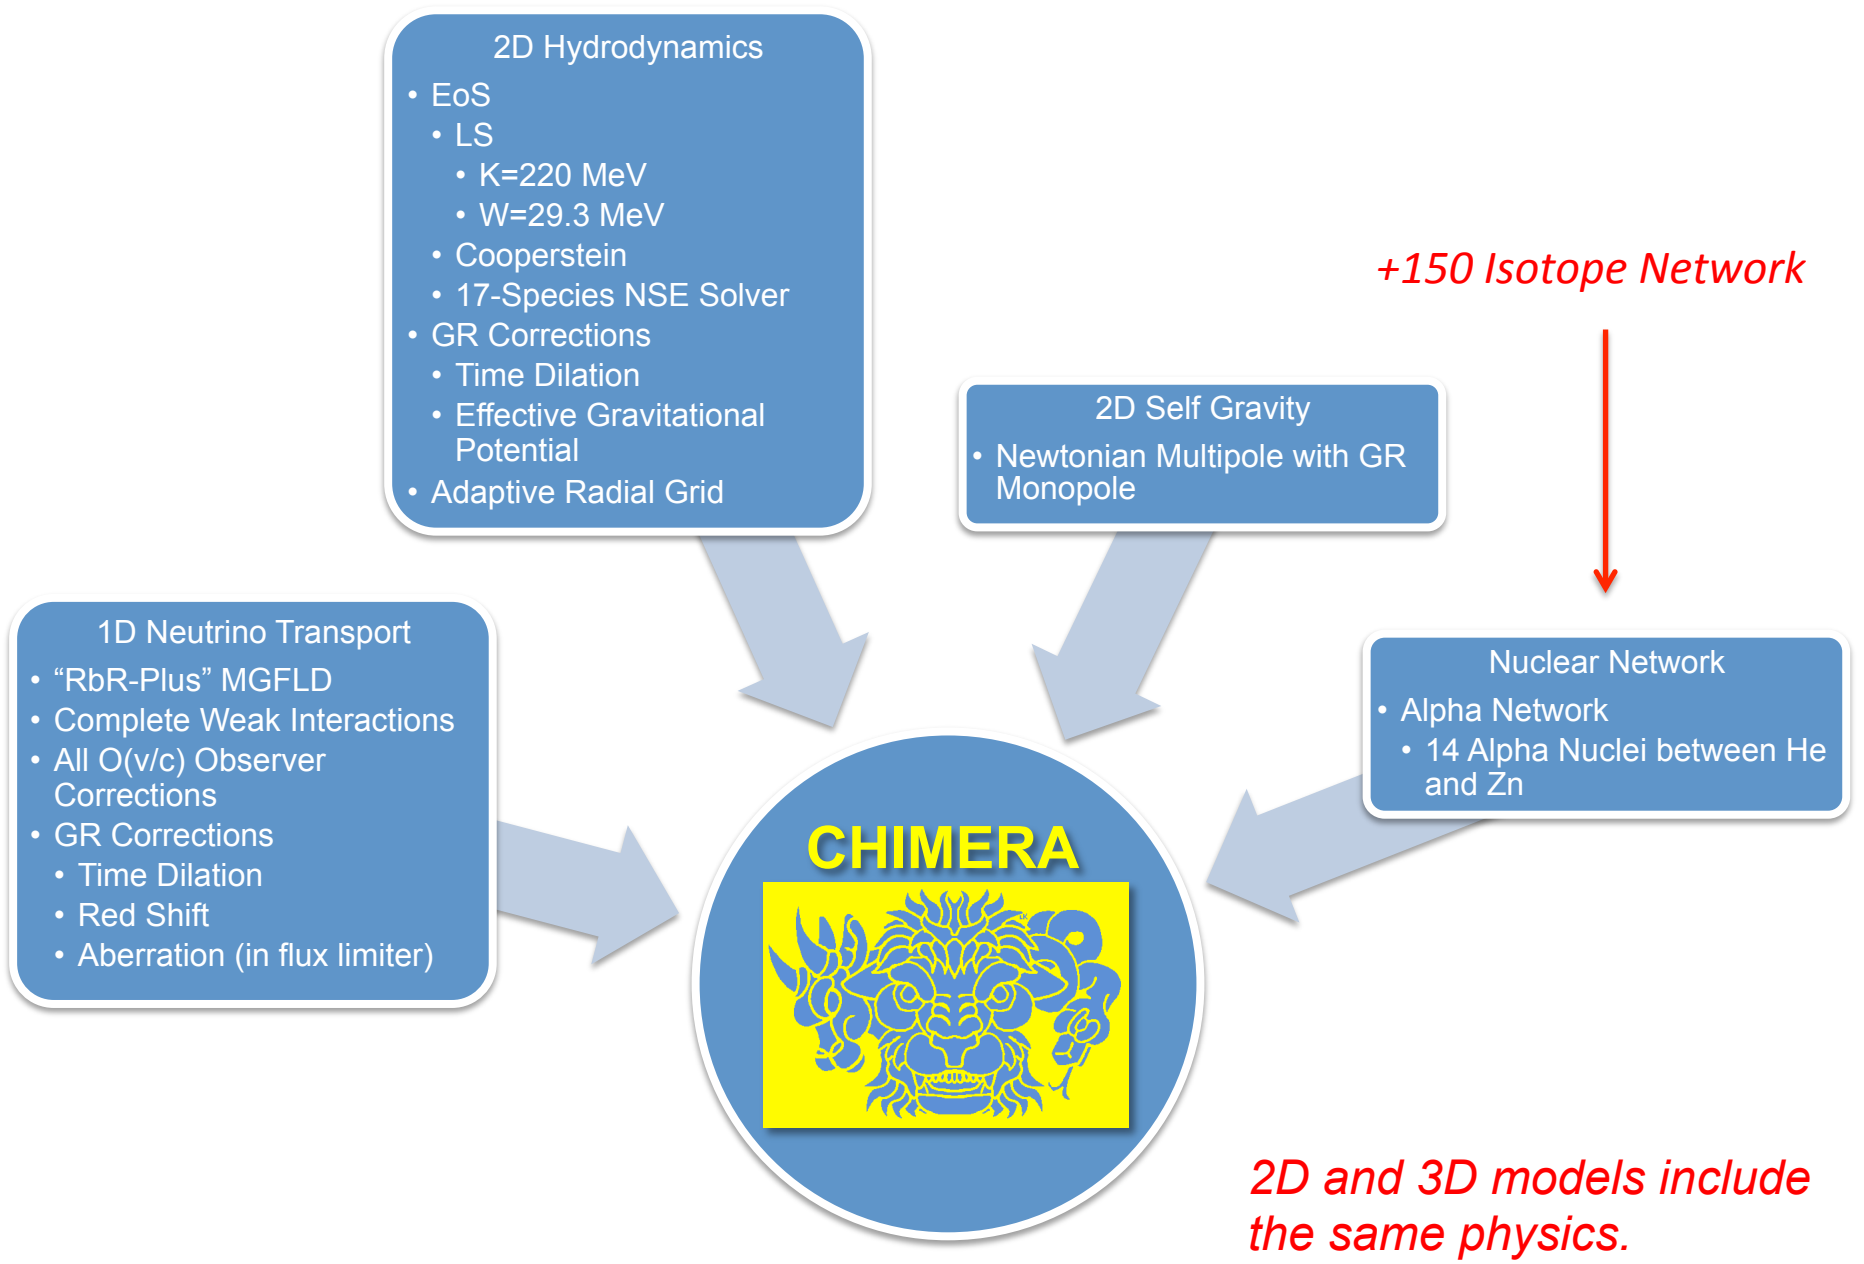 2D Hydrodynamics
• EoS
• LS
• K=220 MeV
• W=29.3 MeV
• Cooperstein
• 17-Species NSE Solver
• GR Corrections
• Time Dilation
• Effective Gravitational
Potential
• Adaptive Radial Grid
+150 Isotope Network
2D Self Gravity
• Newtonian Multipole with GR
Monopole
1D Neutrino Transport
• “RbR-Plus” MGFLD
• Complete Weak Interactions
• All O(v/c) Observer
Corrections
• GR Corrections
• Time Dilation
• Red Shift
• Aberration (in flux limiter)
Nuclear Network
• Alpha Network
• 14 Alpha Nuclei between He
and Zn
CHIMERA
2D and 3D models include
the same physics.